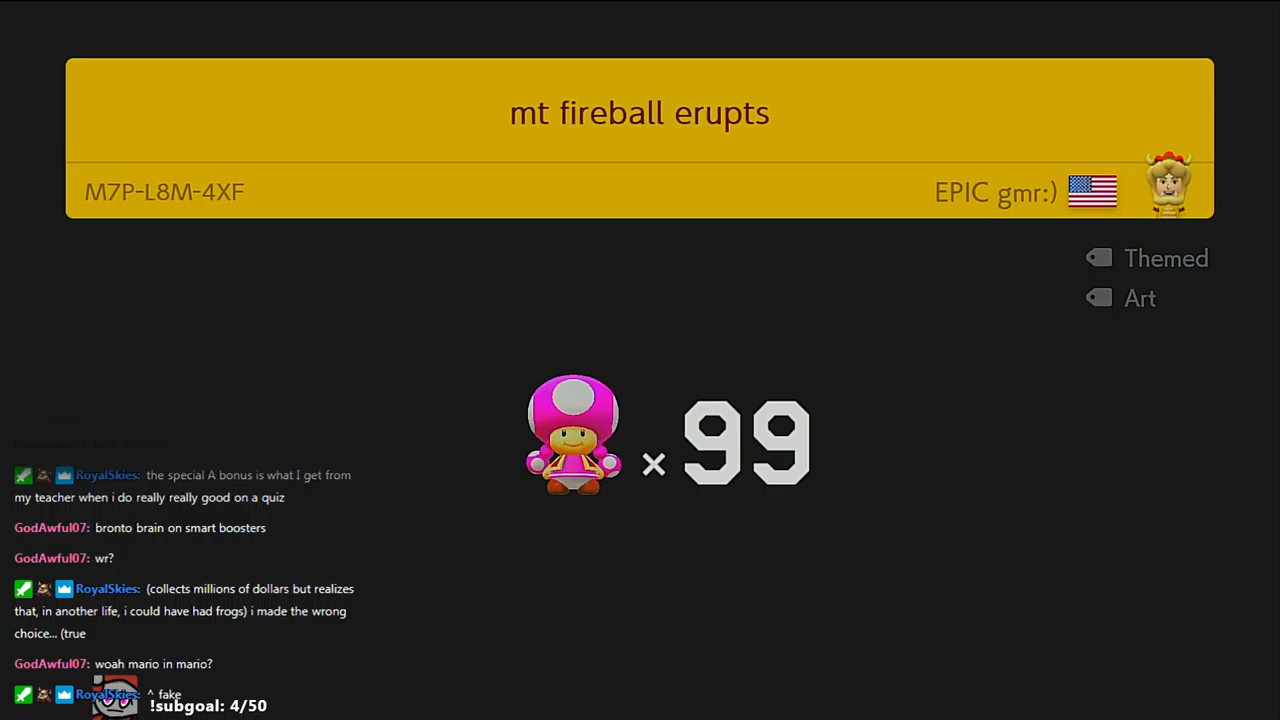 mt fireball erupts
M7P-L8M-4XF
EPIC gmr:)
Themed
Art
× 99
RoyalSkies: the special A bonus is what I get from
my teacher when i do really really good on a quiz
GodAwful07: bronto brain on smart boosters
GodAwful07: wr?
RoyalSkies: (collects millions of dollars but realizes
that, in another life, i could have had frogs) i made the wrong
choice... (true
GodAwful07: woah mario in mario?
RoyalSkies: ^ fake
!subgoal: 4/50